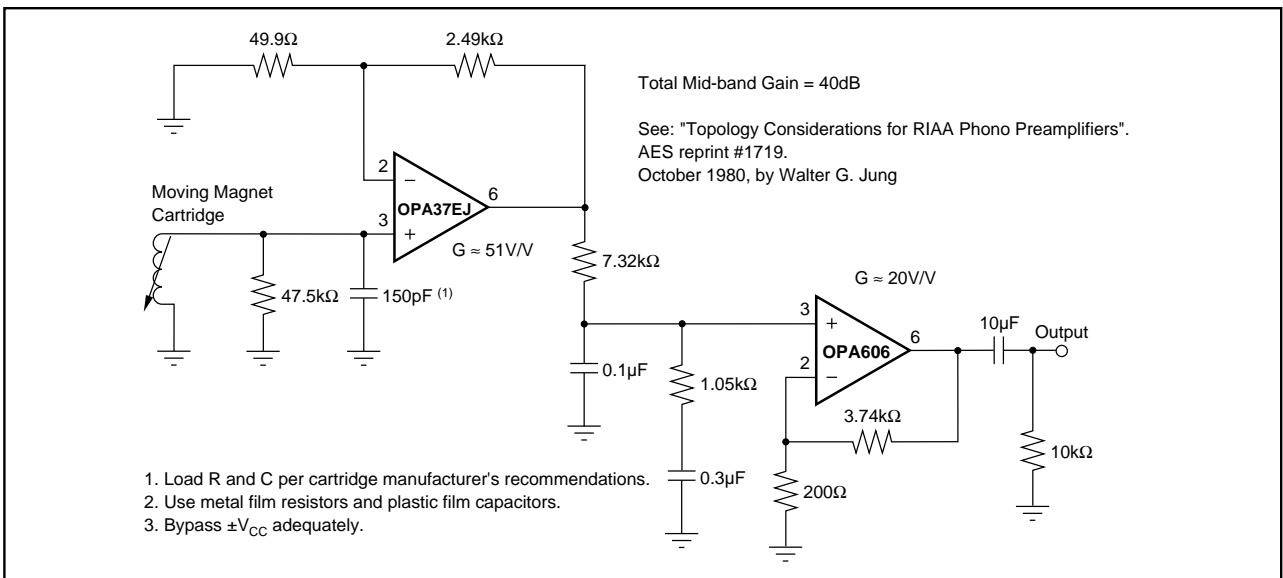 49.9Ω
2.49kΩ
Total Mid-band Gain = 40dB
See: "Topology Considerations for RIAA Phono Preamplifiers".
AES reprint #1719.
October 1980, by Walter G. Jung
2
−
Moving Magnet
Cartridge
OPA37EJ
6
3
+
G ≈ 51V/V
7.32kΩ
47.5kΩ
150pF (1)
G ≈ 20V/V
3
+
OPA606
6
2
−
10µF
Output
0.1µF
1.05kΩ
3.74kΩ
10kΩ
0.3µF
200Ω
1. Load R and C per cartridge manufacturer's recommendations.
2. Use metal film resistors and plastic film capacitors.
3. Bypass ±VCC adequately.